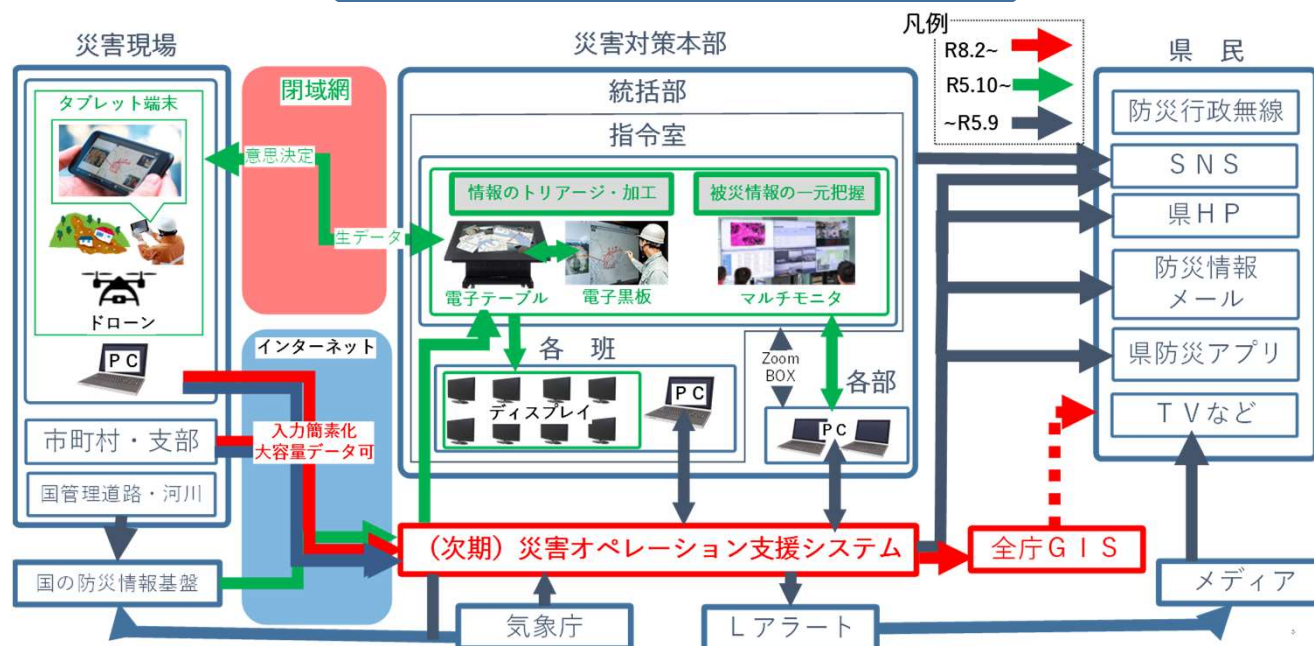 凡例
R8.2~
R5.10~
~R5.9
災害現場
タブレット端末
ドローン
PC
市町村・支部
国管理道路・河川
国の防災情報基盤
閉域網
意思決定
生データ
インターネット
入力簡素化
大容量データ可
災害対策本部
統括部
指令室
情報のトリアージ・加工
被災情報の一元把握
電子テーブル
電子黒板
マルチモニタ
各 班
ディスプレイ
PC
Zoom
BOX
各部
PC
(次期)災害オペレーション支援システム
全庁GIS
気象庁
Lアラート
メディア
県 民
防災行政無線
SNS
県HP
防災情報
メール
県防災アプリ
TVなど